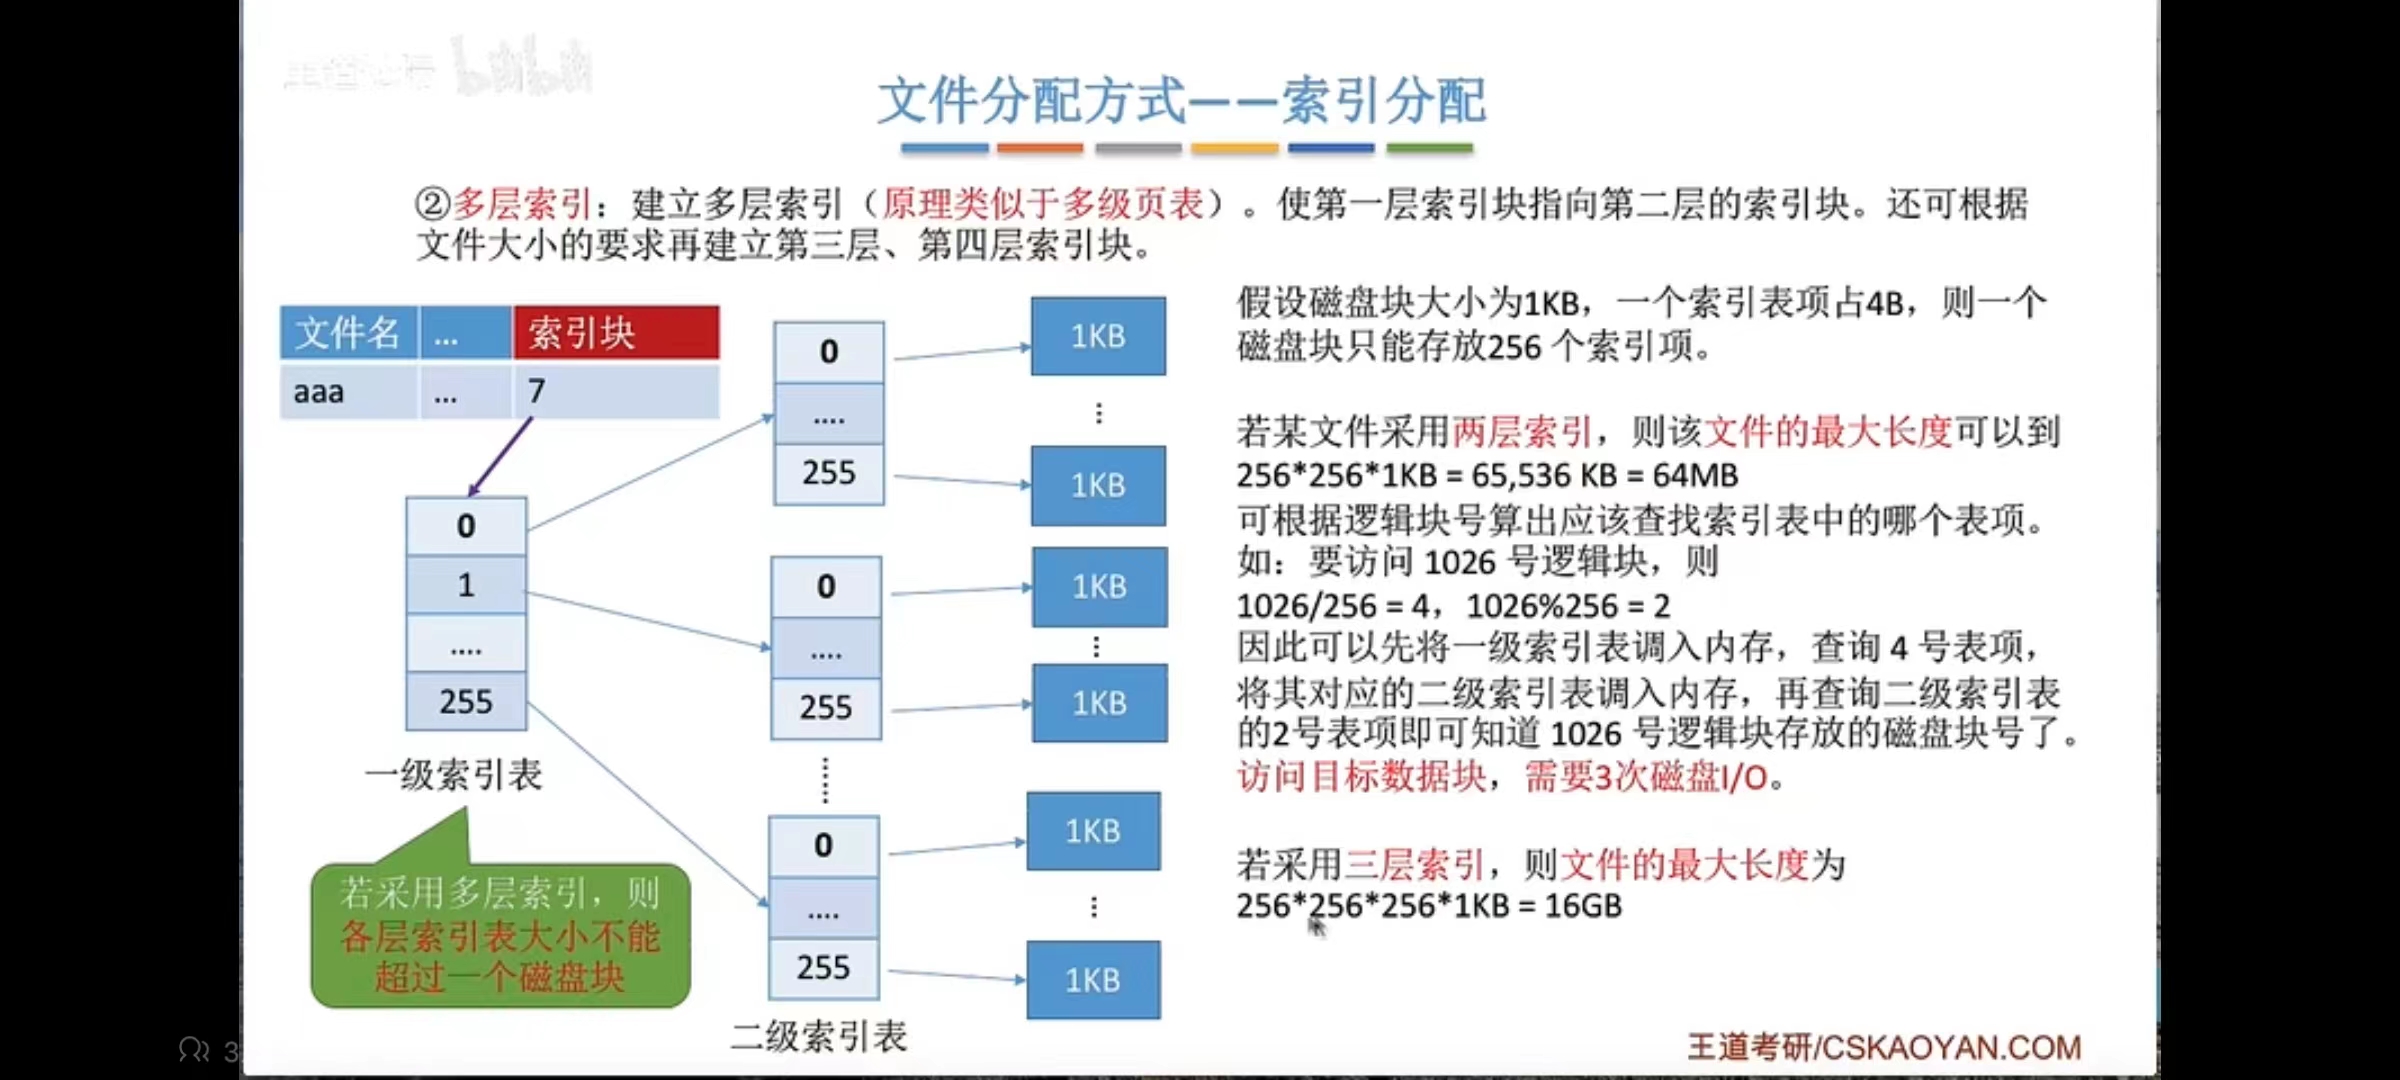 文件分配方式——索引分配
②多层索引：建立多层索引（原理类似于多级页表）。使第一层索引块指向第二层的索引块。还可根据
文件大小的要求再建立第三层、第四层索引块。
文件名 ... 索引块
aaa ... 7
0
1
....
255
一级索引表
若采用多层索引，则
各层索引表大小不能
超过一个磁盘块
0
....
255
0
....
255
0
....
255
二级索引表
1KB
1KB
1KB
1KB
1KB
1KB
假设磁盘块大小为1KB，一个索引表项占4B，则一个
磁盘块只能存放256 个索引项。
若某文件采用两层索引，则该文件的最大长度可以到
256*256*1KB = 65,536 KB = 64MB
可根据逻辑块号算出应该查找索引表中的哪个表项。
如：要访问 1026 号逻辑块，则
1026/256 = 4，1026%256 = 2
因此可以先将一级索引表调入内存，查询 4 号表项，
将其对应的二级索引表调入内存，再查询二级索引表
的2号表项即可知道 1026 号逻辑块存放的磁盘块号了。
访问目标数据块，需要3次磁盘I/O。
若采用三层索引，则文件的最大长度为
256*256*256*1KB = 16GB
王道考研/CSKAOYAN.COM
bilibili
3